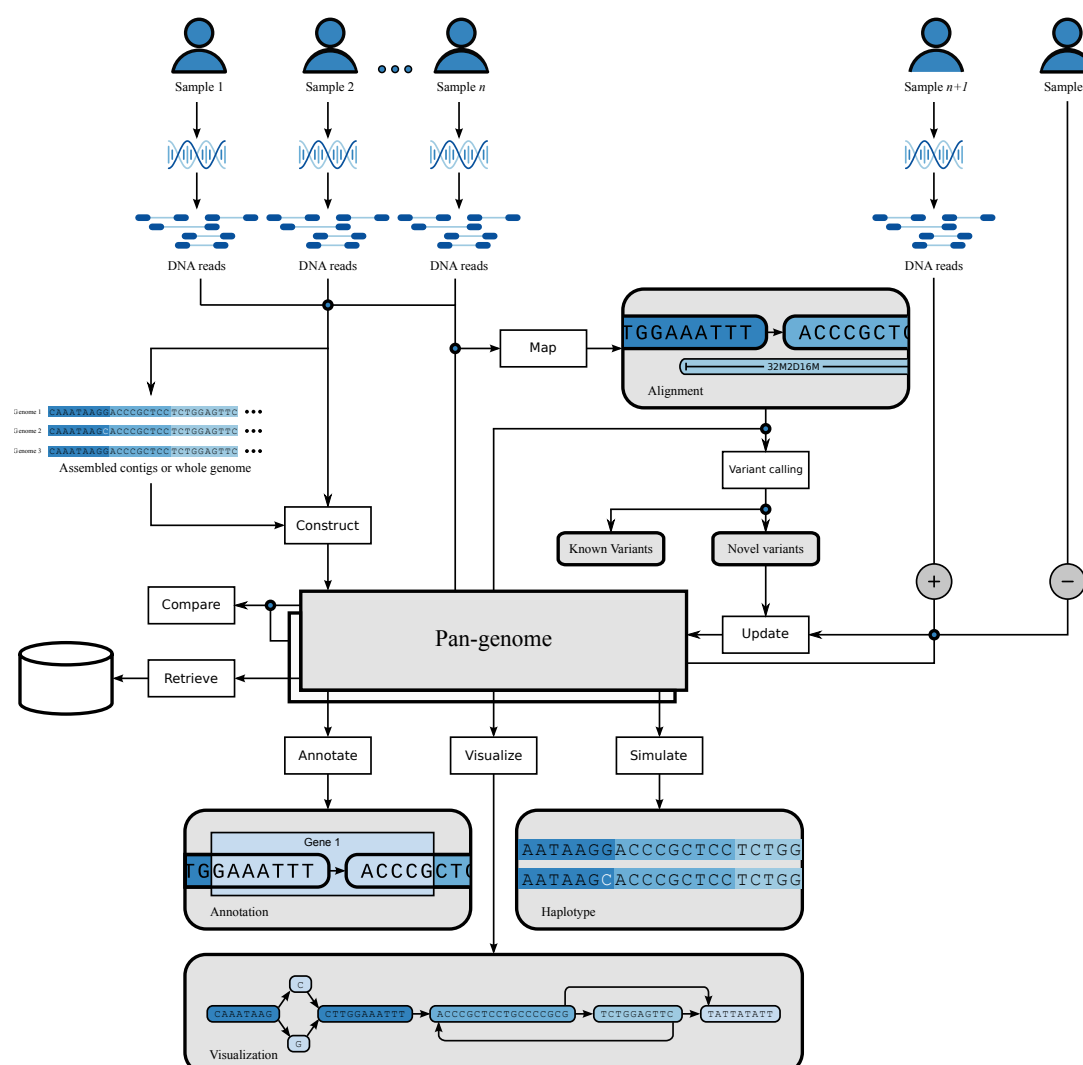 Sample 1
Sample 2
Sample n
Sample n+1
Sample
DNA reads
DNA reads
DNA reads
DNA reads
TGGAAATTT
ACCCGCTC
32M2D16M
Alignment
Map
Genome 1 CAAATAAGGACCCGCTCCTCTGGAGTTC
Genome 2 CAAATAAGCACCCGCTCCTCTGGAGTTC
Genome 3 CAAATAAGGACCCGCTCCTCTGGAGTTC
Assembled contigs or whole genome
Variant calling
Construct
Known Variants
Novel variants
+
−
Compare
Pan-genome
Update
Retrieve
Annotate
Visualize
Simulate
Gene 1
TGGAAATTT
ACCCGCTC
Annotation
AATAAGGACCCGCTCCTCTGG
AATAAGCACCCGCTCCTCTGG
Haplotype
C
CAAATAAG
CTTGGAAATTT
ACCCGCTCCTGCCCCGCG
TCTGGAGTTC
TATTATATT
G
Visualization